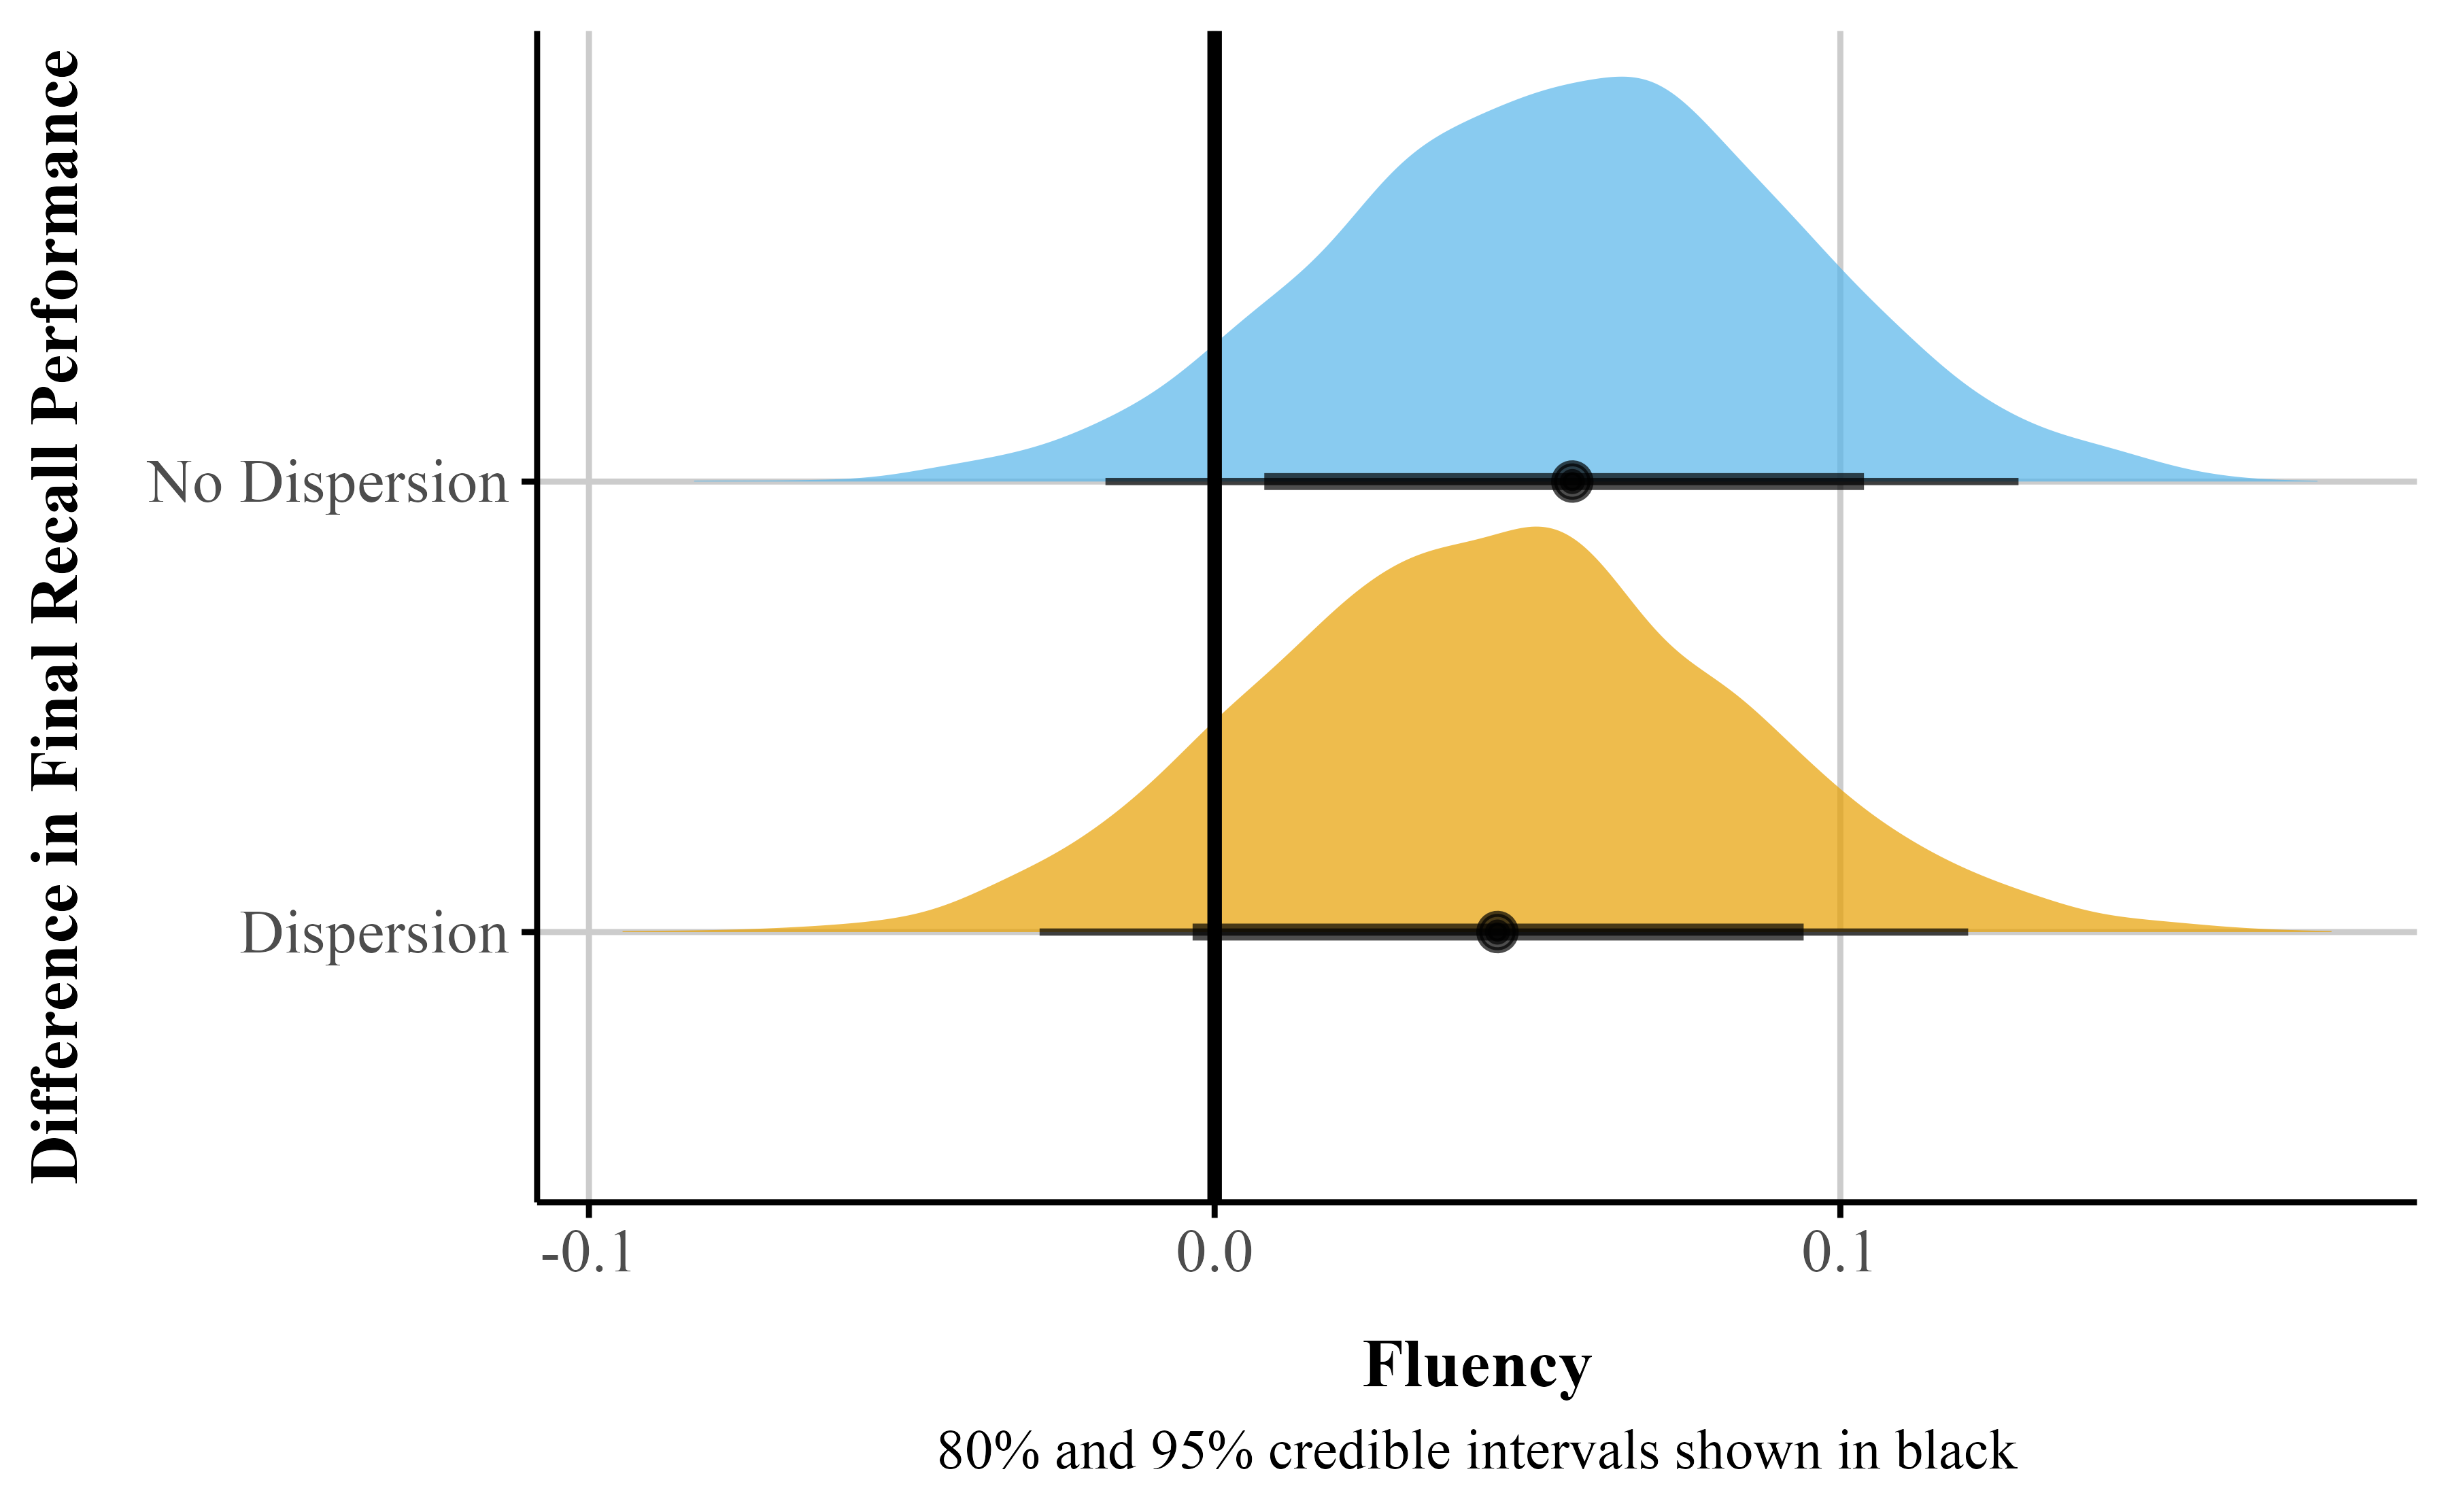 Difference in Final Recall Performance
No Dispersion
Dispersion
-0.1
0.0
0.1
Fluency
80% and 95% credible intervals shown in black